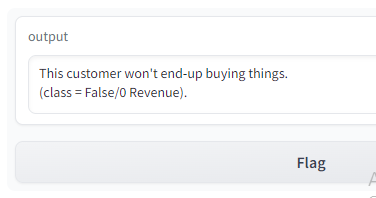 output
This customer won't end-up buying things.
(class = False/0 Revenue).
Flag